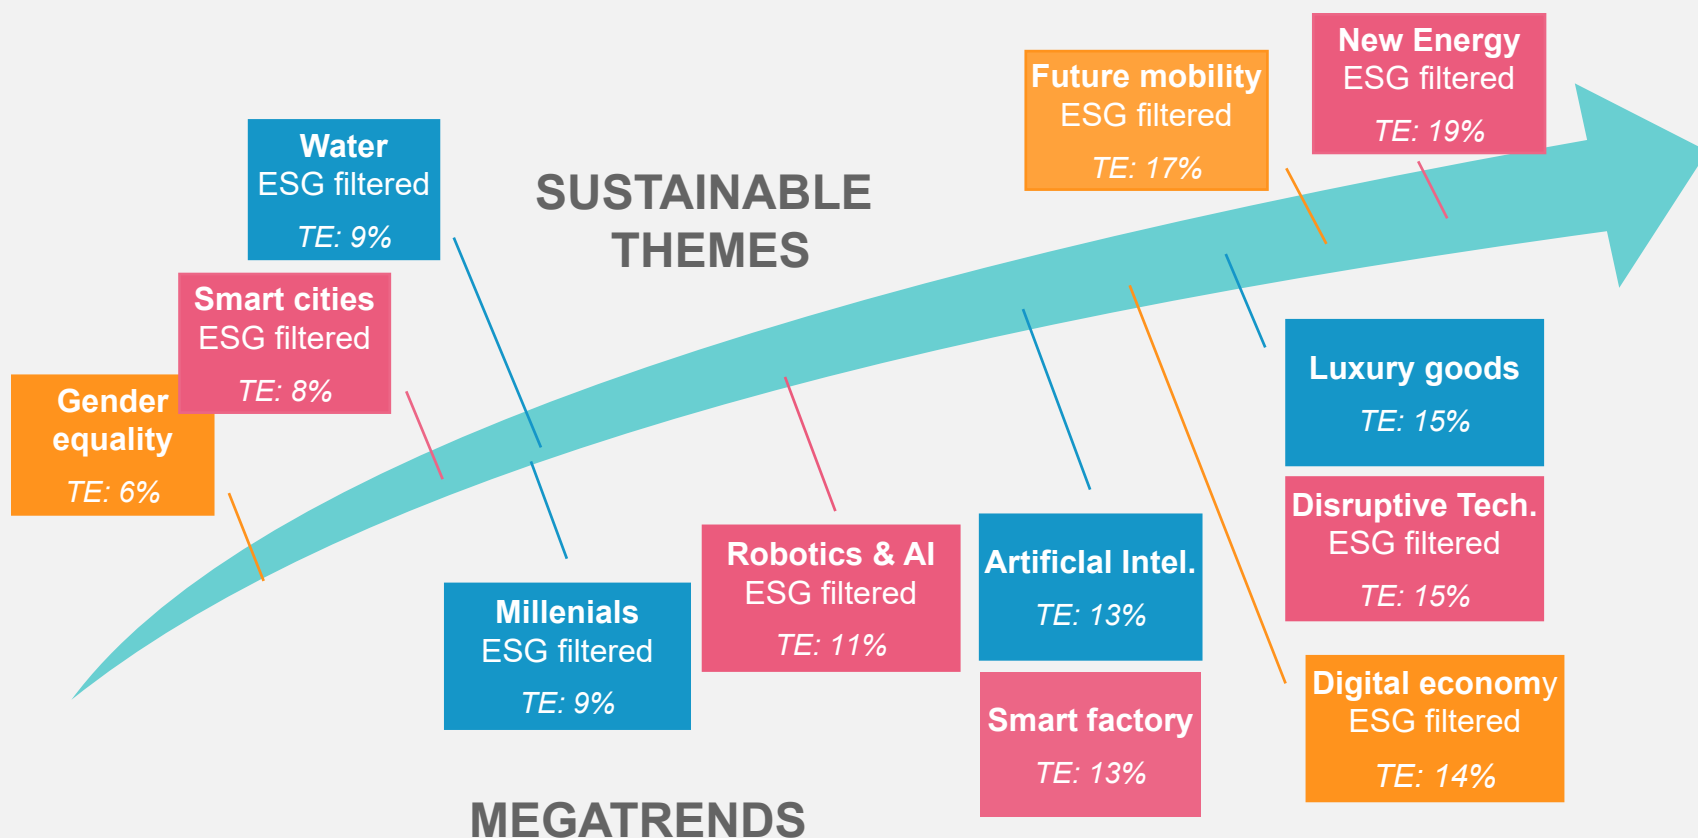 New Energy
ESG filtered
TE: 19%
Future mobility
ESG filtered
TE: 17%
Water
ESG filtered
TE: 9%
SUSTAINABLE
THEMES
Smart cities
ESG filtered
TE: 8%
Gender
equality
TE: 6%
Luxury goods
TE: 15%
Disruptive Tech.
ESG filtered
TE: 15%
Artificlal Intel.
TE: 13%
Robotics & AI
ESG filtered
TE: 11%
Millenials
ESG filtered
TE: 9%
Smart factory
TE: 13%
Digital economy
ESG filtered
TE: 14%
MEGATRENDS